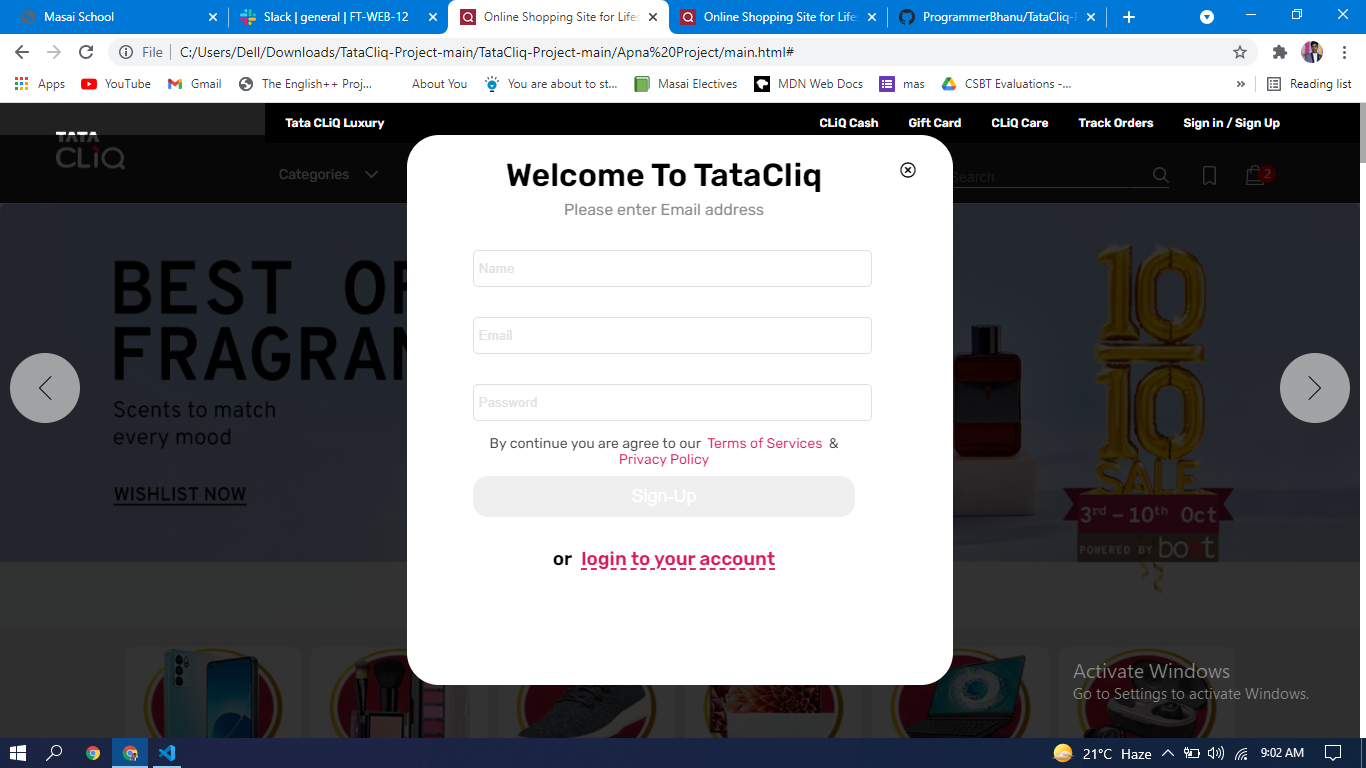 Masai School
Slack | general | FT-WEB-12
Online Shopping Site for Lifes
Online Shopping Site for Lifes
ProgrammerBhanu/TataCliq-P
File | C:/Users/Dell/Downloads/TataCliq-Project-main/TataCliq-Project-main/Apna%20Project/main.html#
Apps YouTube Gmail The English++ Proj... About You You are about to st... Masai Electives MDN Web Docs mas CSBT Evaluations -... » Reading list
Tata CLiQ Luxury CLiQ Cash Gift Card CLiQ Care Track Orders Sign in / Sign Up
TATA
CLiQ
Categories
Search
2
Welcome To TataCliq
Please enter Email address
Name
Email
Password
By continue you are agree to our Terms of Services &
Privacy Policy
Sign-Up
or login to your account
BEST OF
FRAGRAN
Scents to match
every mood
WISHLIST NOW
10
10
SALE
3rd – 10th Oct
POWERED BY boAt
Activate Windows
Go to Settings to activate Windows.
21°C Haze 9:02 AM